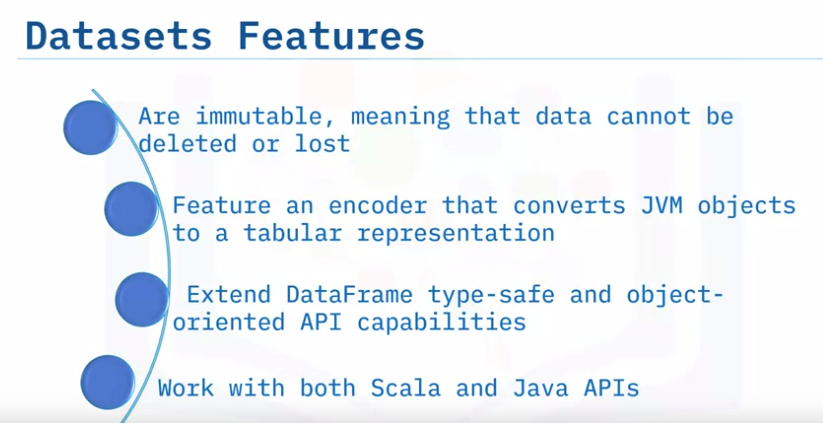 Datasets Features
Are immutable, meaning that data cannot be
deleted or lost
Feature an encoder that converts JVM objects
to a tabular representation
Extend DataFrame type-safe and object-
oriented API capabilities
Work with both Scala and Java APIs